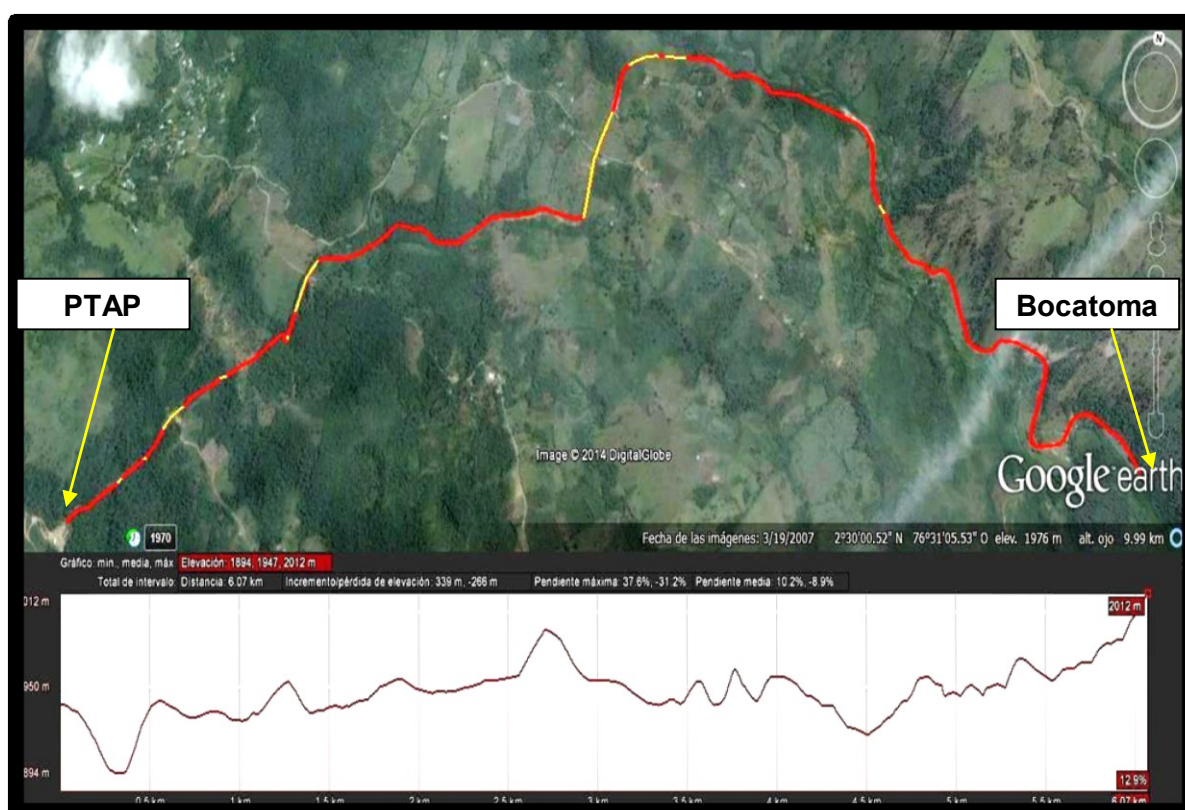 N
PTAP
Bocatoma
Image © 2014 DigitalGlobe
Google earth
1970
Fecha de las imágenes: 3/19/2007 2°30'00.52" N 76°31'05.53" O elev. 1976 m alt. ojo 9.99 km
Gráfico: mín., media, máx Elevación: 1894, 1947, 2012 m
Total de intervalo: Distancia: 6.07 km Incremento/pérdida de elevación: 339 m, -266 m Pendiente máxima: 37.6%, -31.2% Pendiente media: 10.2%, -8.9%
012 m
2012 m
950 m
894 m
12.9%
0.5 km 1 km 1.5 km 2 km 2.5 km 3 km 3.5 km 4 km 4.5 km 5 km 5.5 km 6.07 km